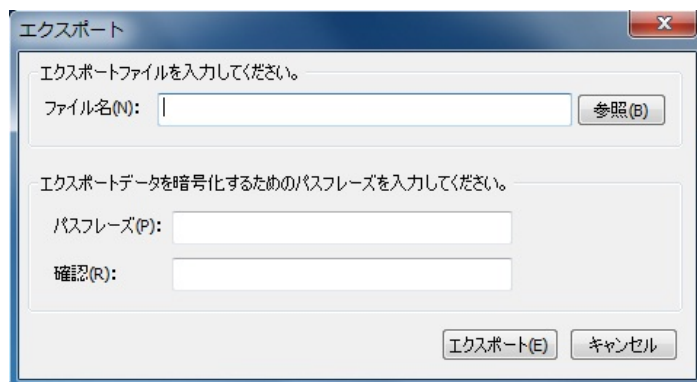 エクスポート
エクスポートファイルを入力してください。
ファイル名(N):
参照(B)
エクスポートデータを暗号化するためのパスフレーズを入力してください。
パスフレーズ(P):
確認(R):
エクスポート(E) キャンセル